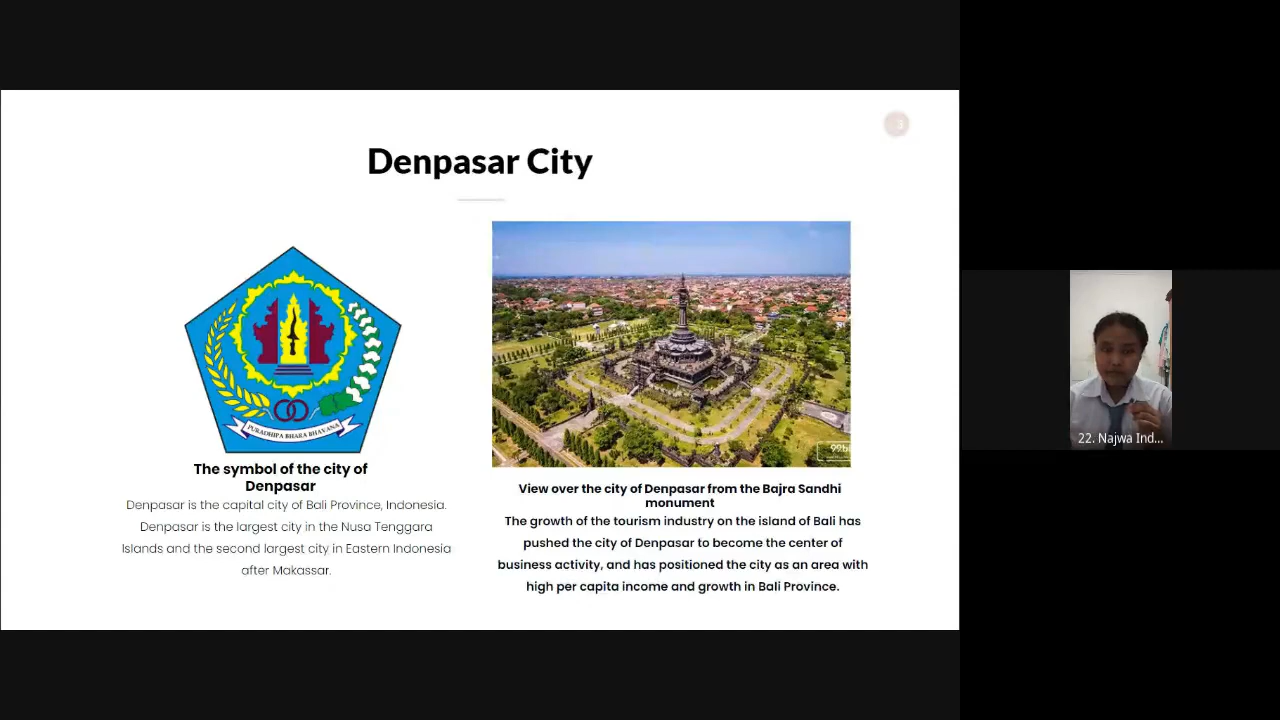 3
Denpasar City
PURADHIPA BHARA BHAVANA
The symbol of the city of
Denpasar
Denpasar is the capital city of Bali Province, Indonesia.
Denpasar is the largest city in the Nusa Tenggara
Islands and the second largest city in Eastern Indonesia
after Makassar.
View over the city of Denpasar from the Bajra Sandhi
monument
The growth of the tourism industry on the island of Bali has
pushed the city of Denpasar to become the center of
business activity, and has positioned the city as an area with
high per capita income and growth in Bali Province.
22. Najwa Ind...